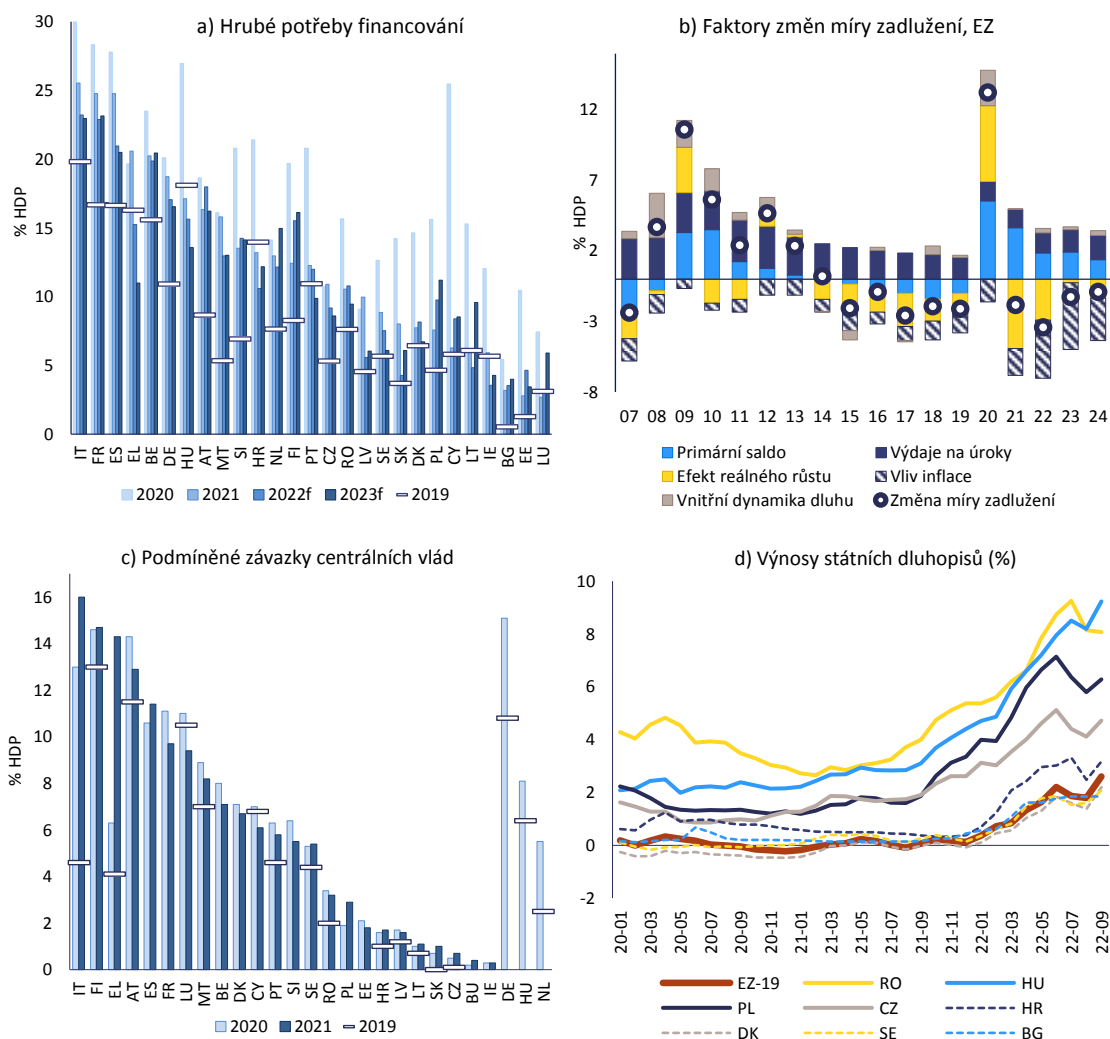 a) Hrubé potřeby financování
30
25
20
15
10
5
0
% HDP
IT FR ES EL BE DE HU AT MT SI HR NL FI PT CZ RO LV SE SK DK PL CY LT IE BG EE LU
2020 2021 2022f 2023f 2019
b) Faktory změn míry zadlužení, EZ
12
7
2
-3
-8
% HDP
07 08 09 10 11 12 13 14 15 16 17 18 19 20 21 22 23 24
Primární saldo Výdaje na úroky
Efekt reálného růstu Vliv inflace
Vnitřní dynamika dluhu Změna míry zadlužení
c) Podmíněné závazky centrálních vlád
16
14
12
10
8
6
4
2
0
% HDP
IT FI EL AT ES FR LU MT BE DK CY PT SI SE RO PL EE HR LV LT SK CZ BU IE DE HU NL
2020 2021 2019
d) Výnosy státních dluhopisů (%)
10
8
6
4
2
0
-2
20-01 20-03 20-05 20-07 20-09 20-11 21-01 21-03 21-05 21-07 21-09 21-11 22-01 22-03 22-05 22-07 22-09
EZ-19 RO HU
PL CZ HR
DK SE BG